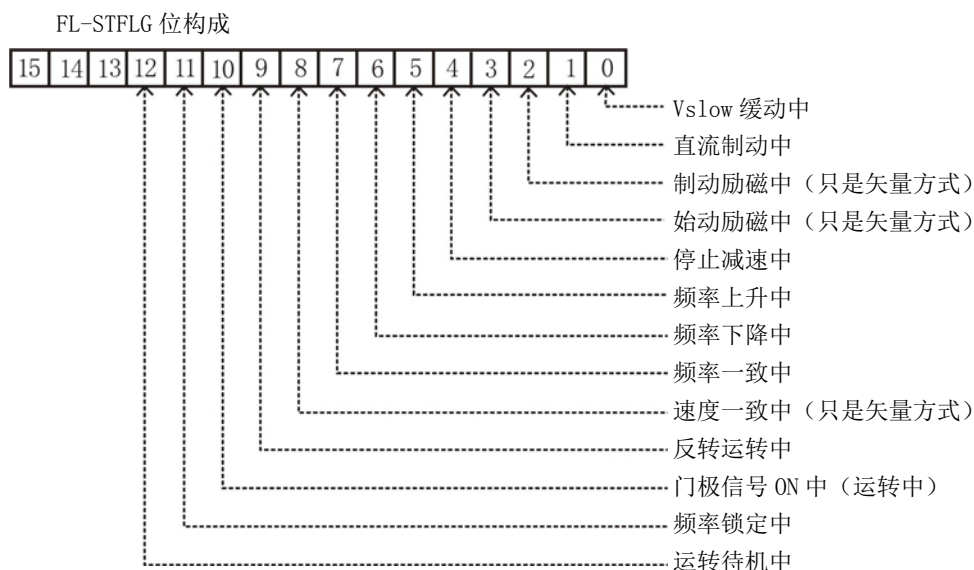 FL-STFLG 位构成
15 14 13 12 11 10 9 8 7 6 5 4 3 2 1 0
Vslow 缓动中
直流制动中
制动励磁中（只是矢量方式）
始动励磁中（只是矢量方式）
停止减速中
频率上升中
频率下降中
频率一致中
速度一致中（只是矢量方式）
反转运转中
门极信号 ON 中（运转中）
频率锁定中
运转待机中